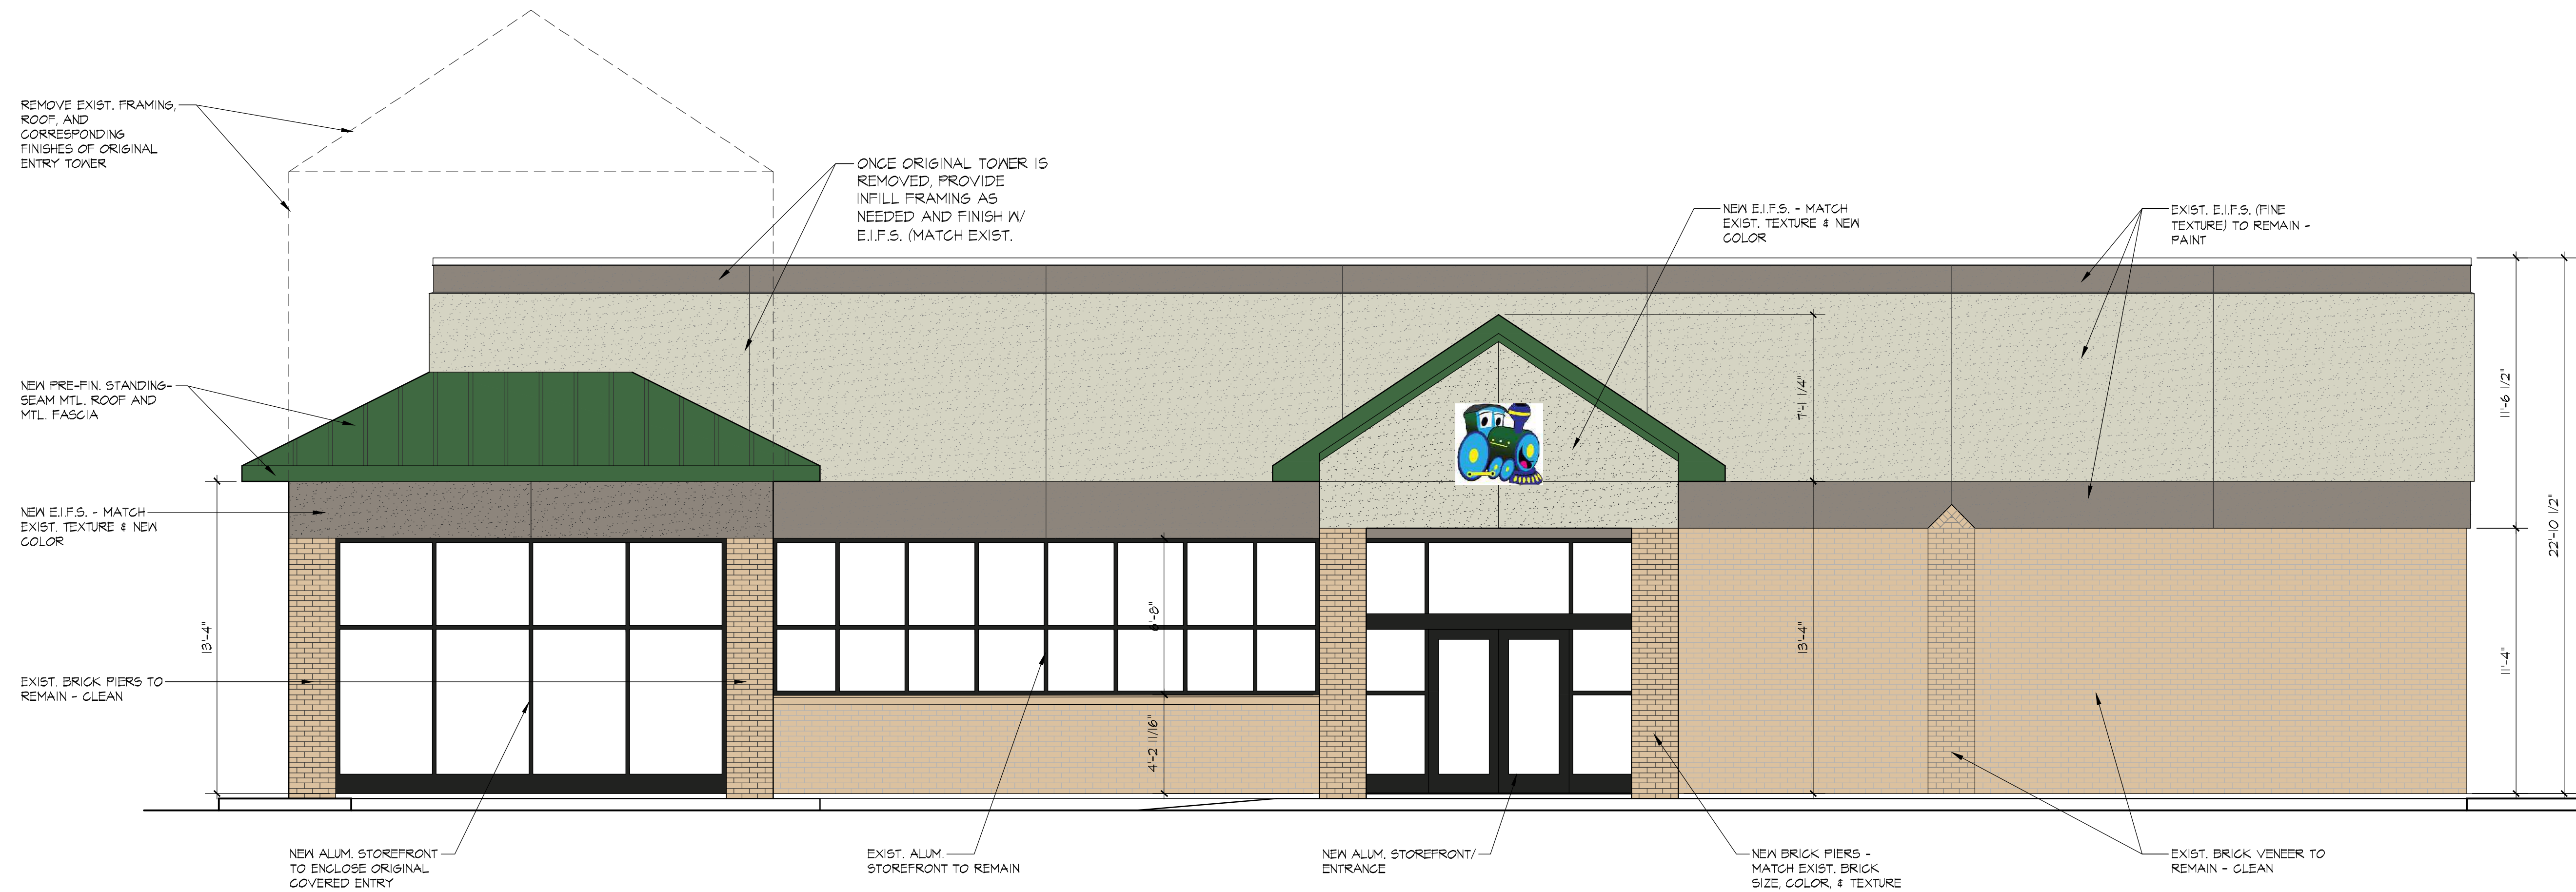 REMOVE EXIST. FRAMING,
ROOF, AND
CORRESPONDING
FINISHES OF ORIGINAL
ENTRY TOWER
ONCE ORIGINAL TOWER IS
REMOVED, PROVIDE
INFILL FRAMING AS
NEEDED AND FINISH W/
E.I.F.S. (MATCH EXIST.
NEW E.I.F.S. - MATCH
EXIST. TEXTURE & NEW
COLOR
EXIST. E.I.F.S. (FINE
TEXTURE) TO REMAIN -
PAINT
NEW PRE-FIN. STANDING-
SEAM MTL. ROOF AND
MTL. FASCIA
7'-1 1/4"
11'-6 1/2"
22'-10 1/2"
NEW E.I.F.S. - MATCH
EXIST. TEXTURE & NEW
COLOR
13'-4"
6'-8"
13'-4"
11'-4"
EXIST. BRICK PIERS TO
REMAIN - CLEAN
4'-2 11/16"
NEW ALUM. STOREFRONT
TO ENCLOSE ORIGINAL
COVERED ENTRY
EXIST. ALUM.
STOREFRONT TO REMAIN
NEW ALUM. STOREFRONT/
ENTRANCE
NEW BRICK PIERS -
MATCH EXIST. BRICK
SIZE, COLOR, & TEXTURE
EXIST. BRICK VENEER TO
REMAIN - CLEAN